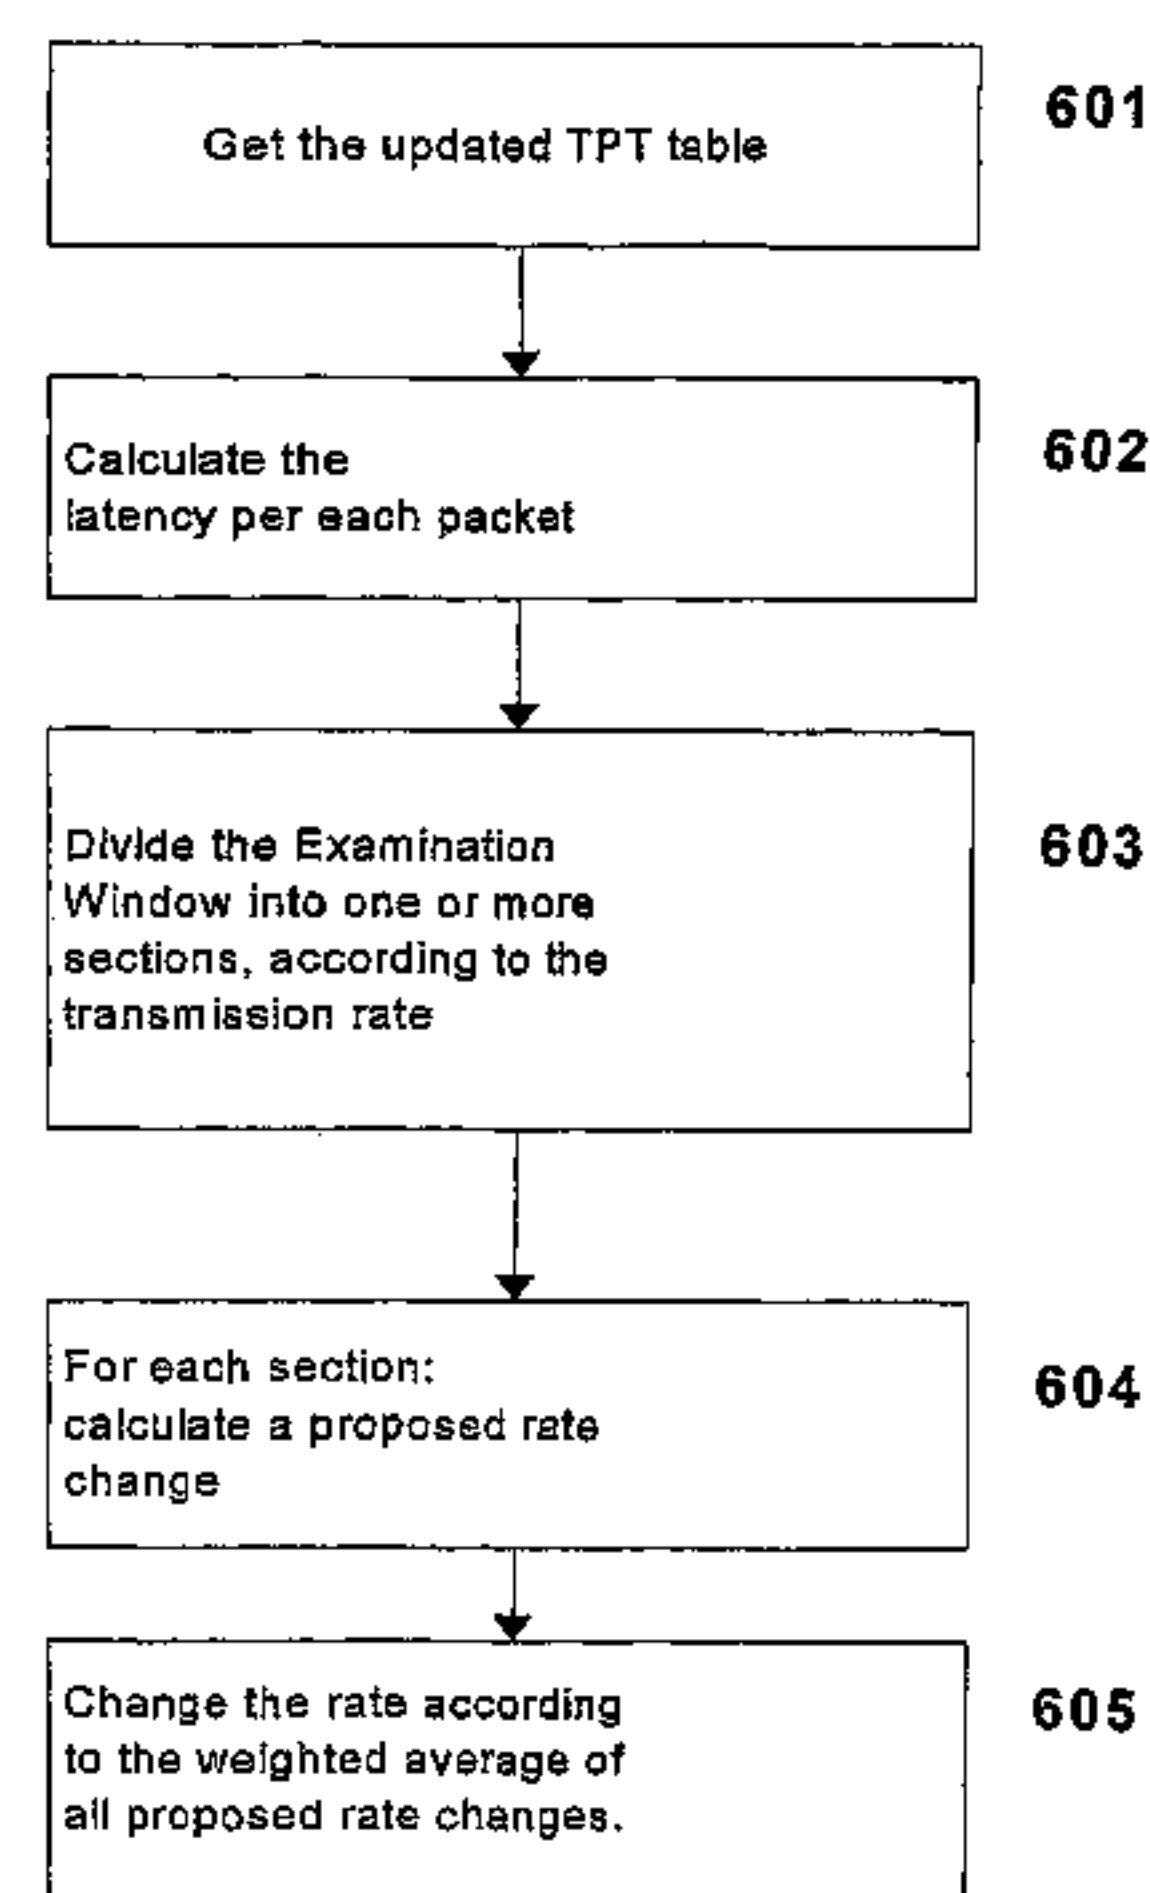 Get the updated TPT table
601
Calculate the
latency per each packet
602
Divide the Examination
Window into one or more
sections, according to the
transmission rate
603
For each section:
calculate a proposed rate
change
604
Change the rate according
to the weighted average of
all proposed rate changes.
605